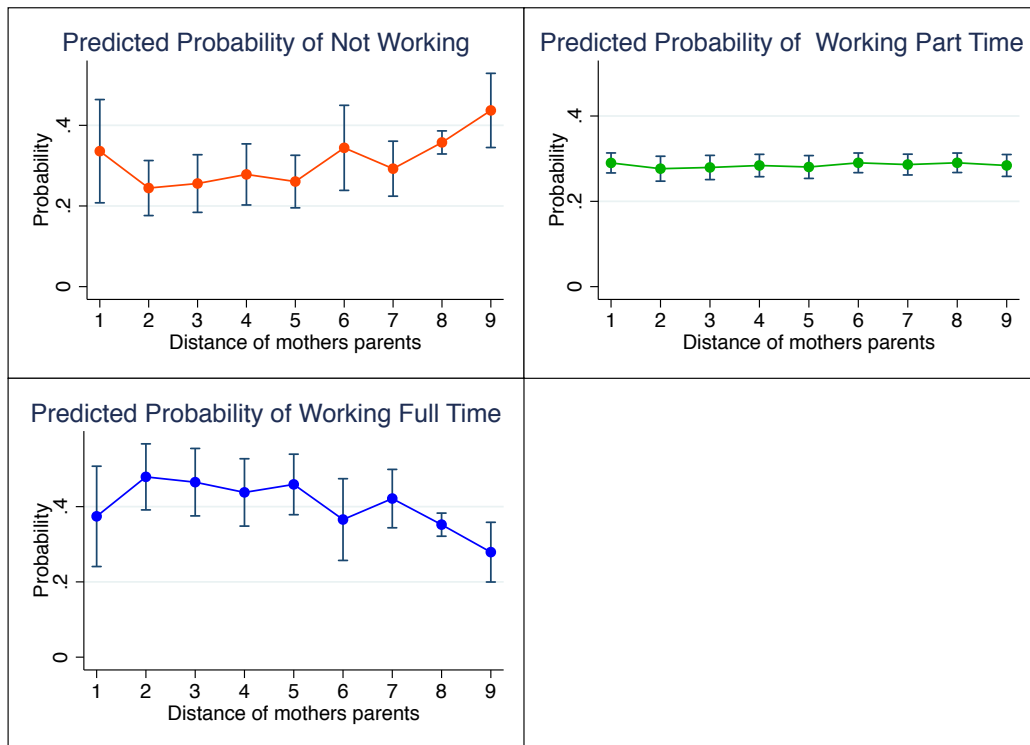 Predicted Probability of Not Working
Probability
.4
.2
0
1 2 3 4 5 6 7 8 9
Distance of mothers parents
Predicted Probability of  Working Part Time
Probability
.4
.2
0
1 2 3 4 5 6 7 8 9
Distance of mothers parents
Predicted Probability of Working Full Time
Probability
.4
.2
0
1 2 3 4 5 6 7 8 9
Distance of mothers parents